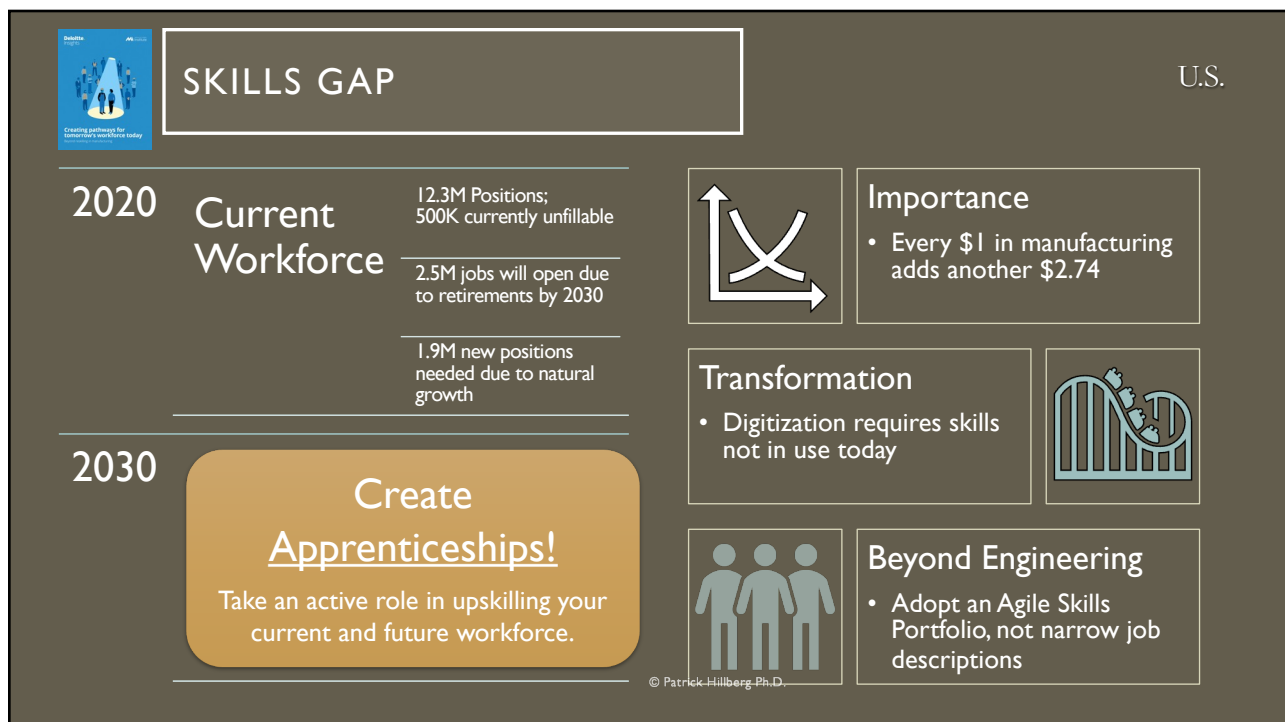 Deloitte.
Insights
Creating pathways for
tomorrow's workforce today
SKILLS GAP
U.S.
2020
Current
Workforce
12.3M Positions;
500K currently unfillable
2.5M jobs will open due
to retirements by 2030
1.9M new positions
needed due to natural
growth
2030
Create
Apprenticeships!
Take an active role in upskilling your
current and future workforce.
Importance
• Every $1 in manufacturing
adds another $2.74
Transformation
• Digitization requires skills
not in use today
Beyond Engineering
• Adopt an Agile Skills
Portfolio, not narrow job
descriptions
© Patrick Hillberg Ph.D.